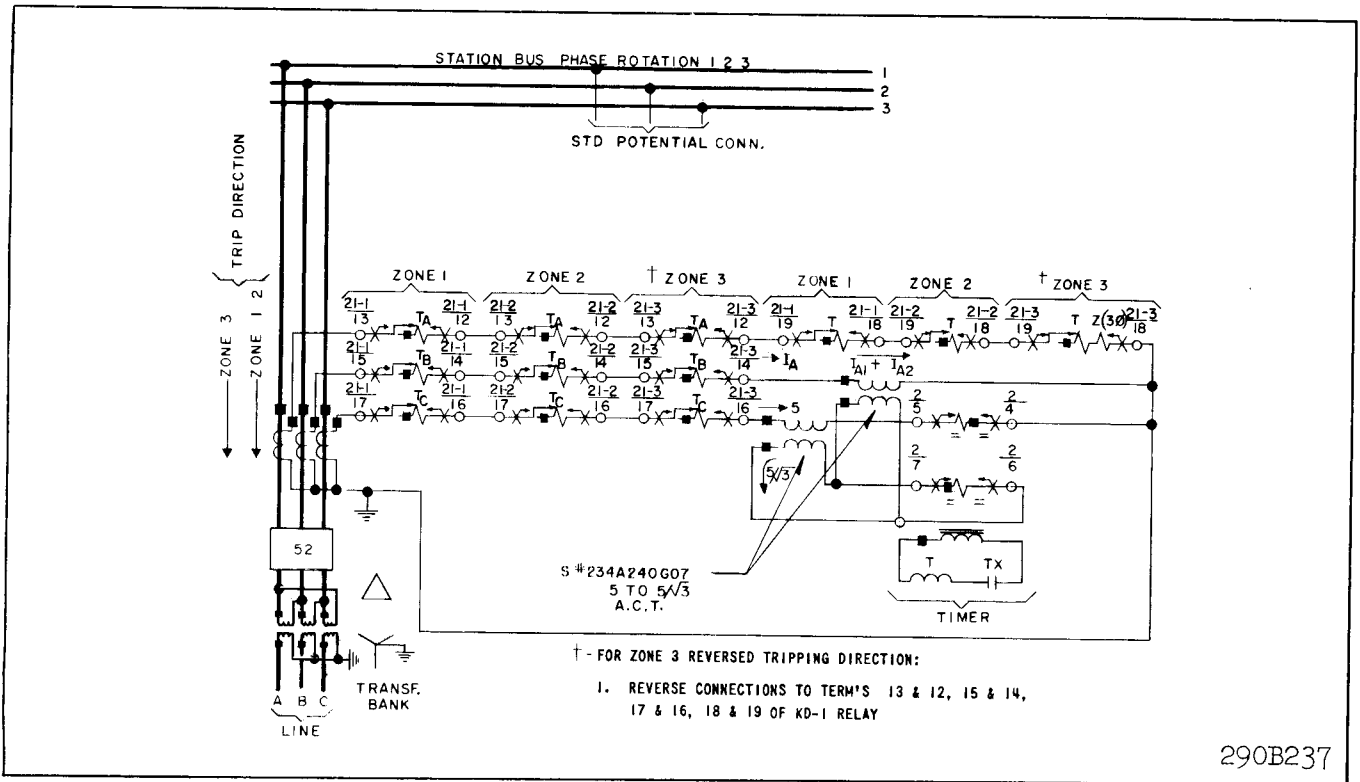 STATION BUS PHASE ROTATION 1 2 3
1
2
3
STD POTENTIAL CONN.
TRIP DIRECTION
ZONE 3
ZONE 1 2
ZONE 1
ZONE 2
† ZONE 3
ZONE 1
ZONE 2
† ZONE 3
21-1 13 TA 21-1 12 21-2 13 TA 21-2 12 21-3 13 TA 21-3 12 21-1 19 T 21-1 18 21-2 19 T 21-2 18 21-3 19 T Z(3Ø) 21-3 18
21-1 15 TB 21-1 14 21-2 15 TB 21-2 14 21-3 15 TB 21-3 14 IA IA1 + IA2
21-1 17 TC 21-1 16 21-2 17 TC 21-2 16 21-3 17 TC 21-3 16 5 2 5 2 4
5/√3 2 7 2 6
52
S#234A240G07
5 TO 5/√3
A.C.T.
T TX
TIMER
TRANSF.
BANK
A B C
LINE
†-FOR ZONE 3 REVERSED TRIPPING DIRECTION:
1. REVERSE CONNECTIONS TO TERM'S 13 & 12, 15 & 14,
17 & 16, 18 & 19 OF KD-1 RELAY
290B237